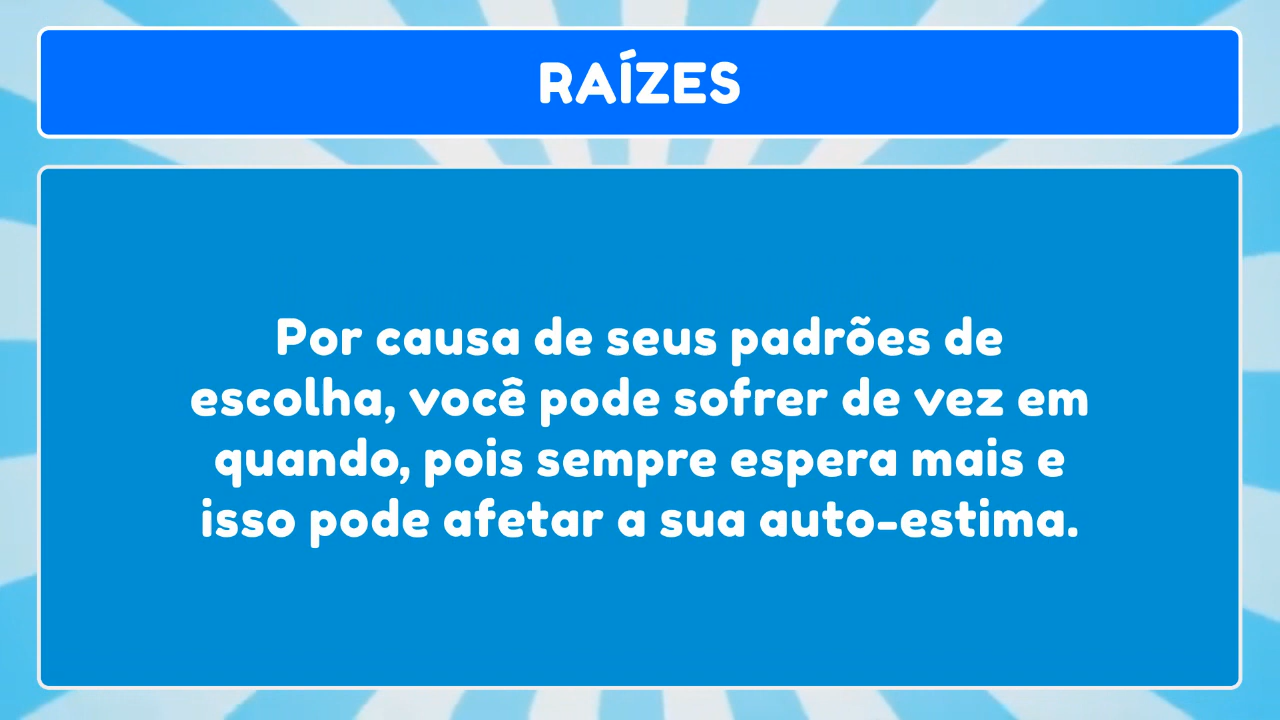 RAÍZES
Por causa de seus padrões de
escolha, você pode sofrer de vez em
quando, pois sempre espera mais e
isso pode afetar a sua auto-estima.